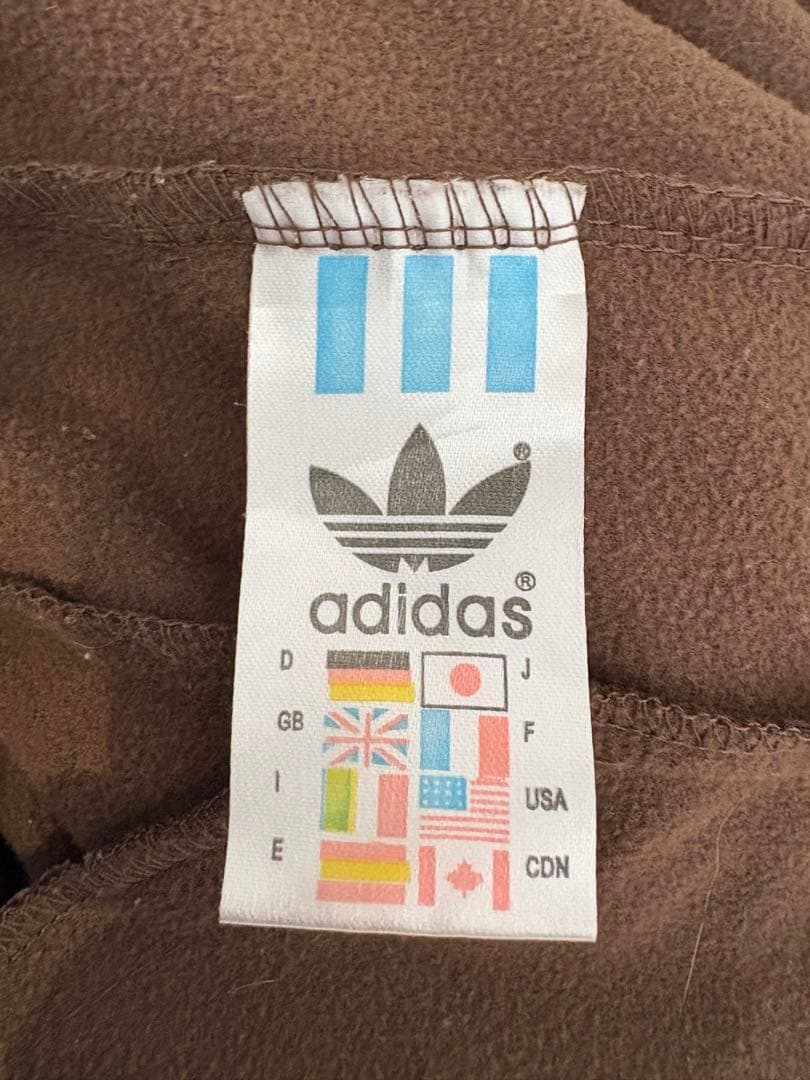 ®
adidas®
D J
GB F
I USA
E CDN